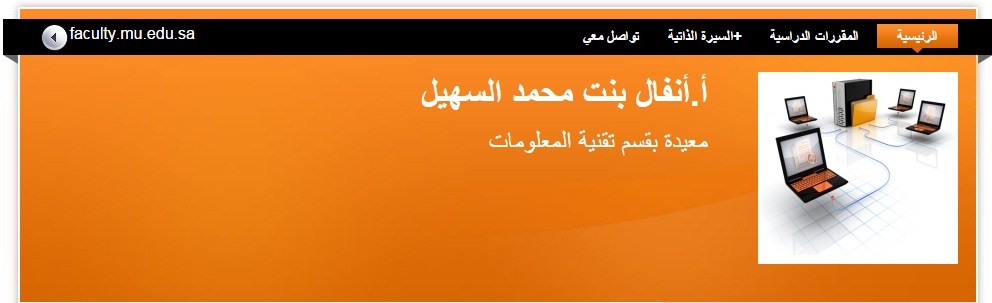 الرئيسية المقررات الدراسية +السيرة الذاتية تواصل معي faculty.mu.edu.sa
أ.أنفال بنت محمد السهيل
معيدة بقسم تقنية المعلومات